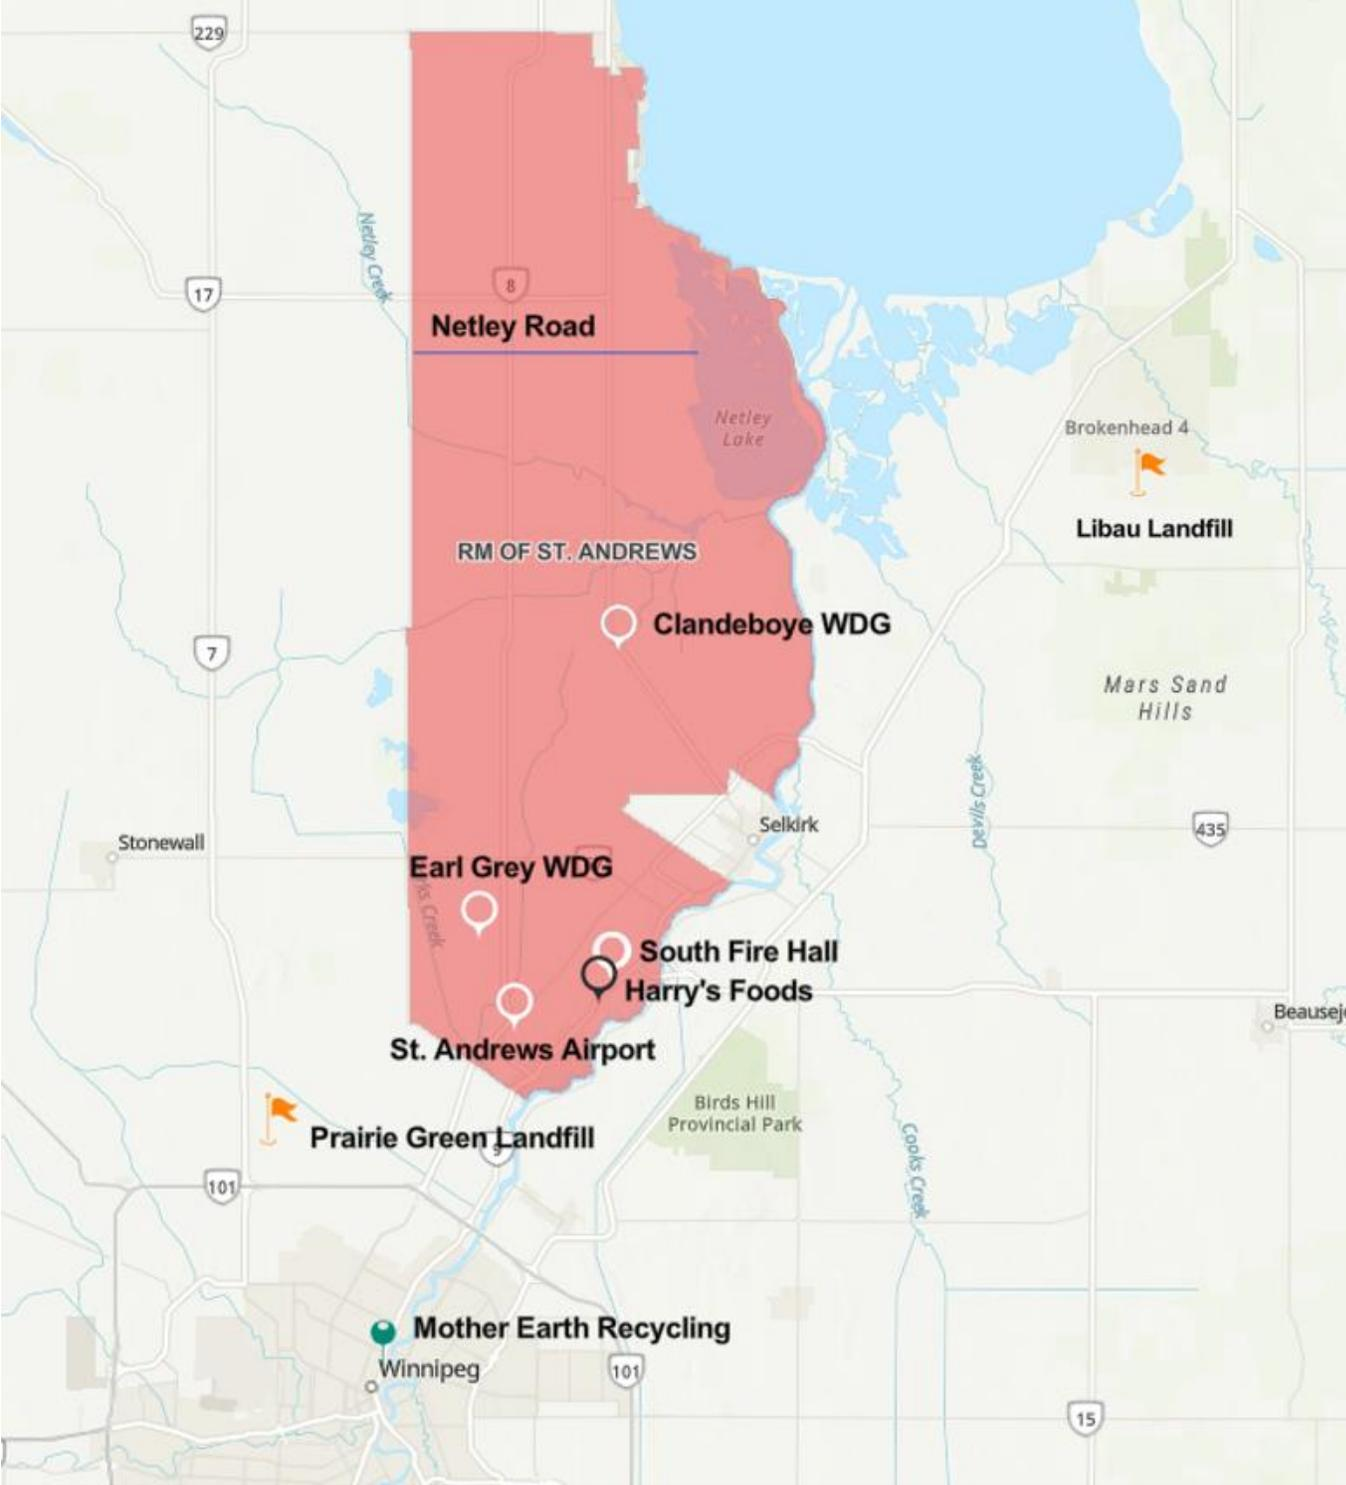 229
Netley Creek
17
8
Netley Road
Netley
Lake
Brokenhead 4
Libau Landfill
RM OF ST. ANDREWS
Clandeboye WDG
7
Mars Sand
Hills
Devils Creek
Selkirk
435
Stonewall
Earl Grey WDG
Creek
South Fire Hall
Harry's Foods
Beausej
St. Andrews Airport
Birds Hill
Provincial Park
Prairie Green Landfill
9
101
Cooks Creek
Mother Earth Recycling
Winnipeg
101
15